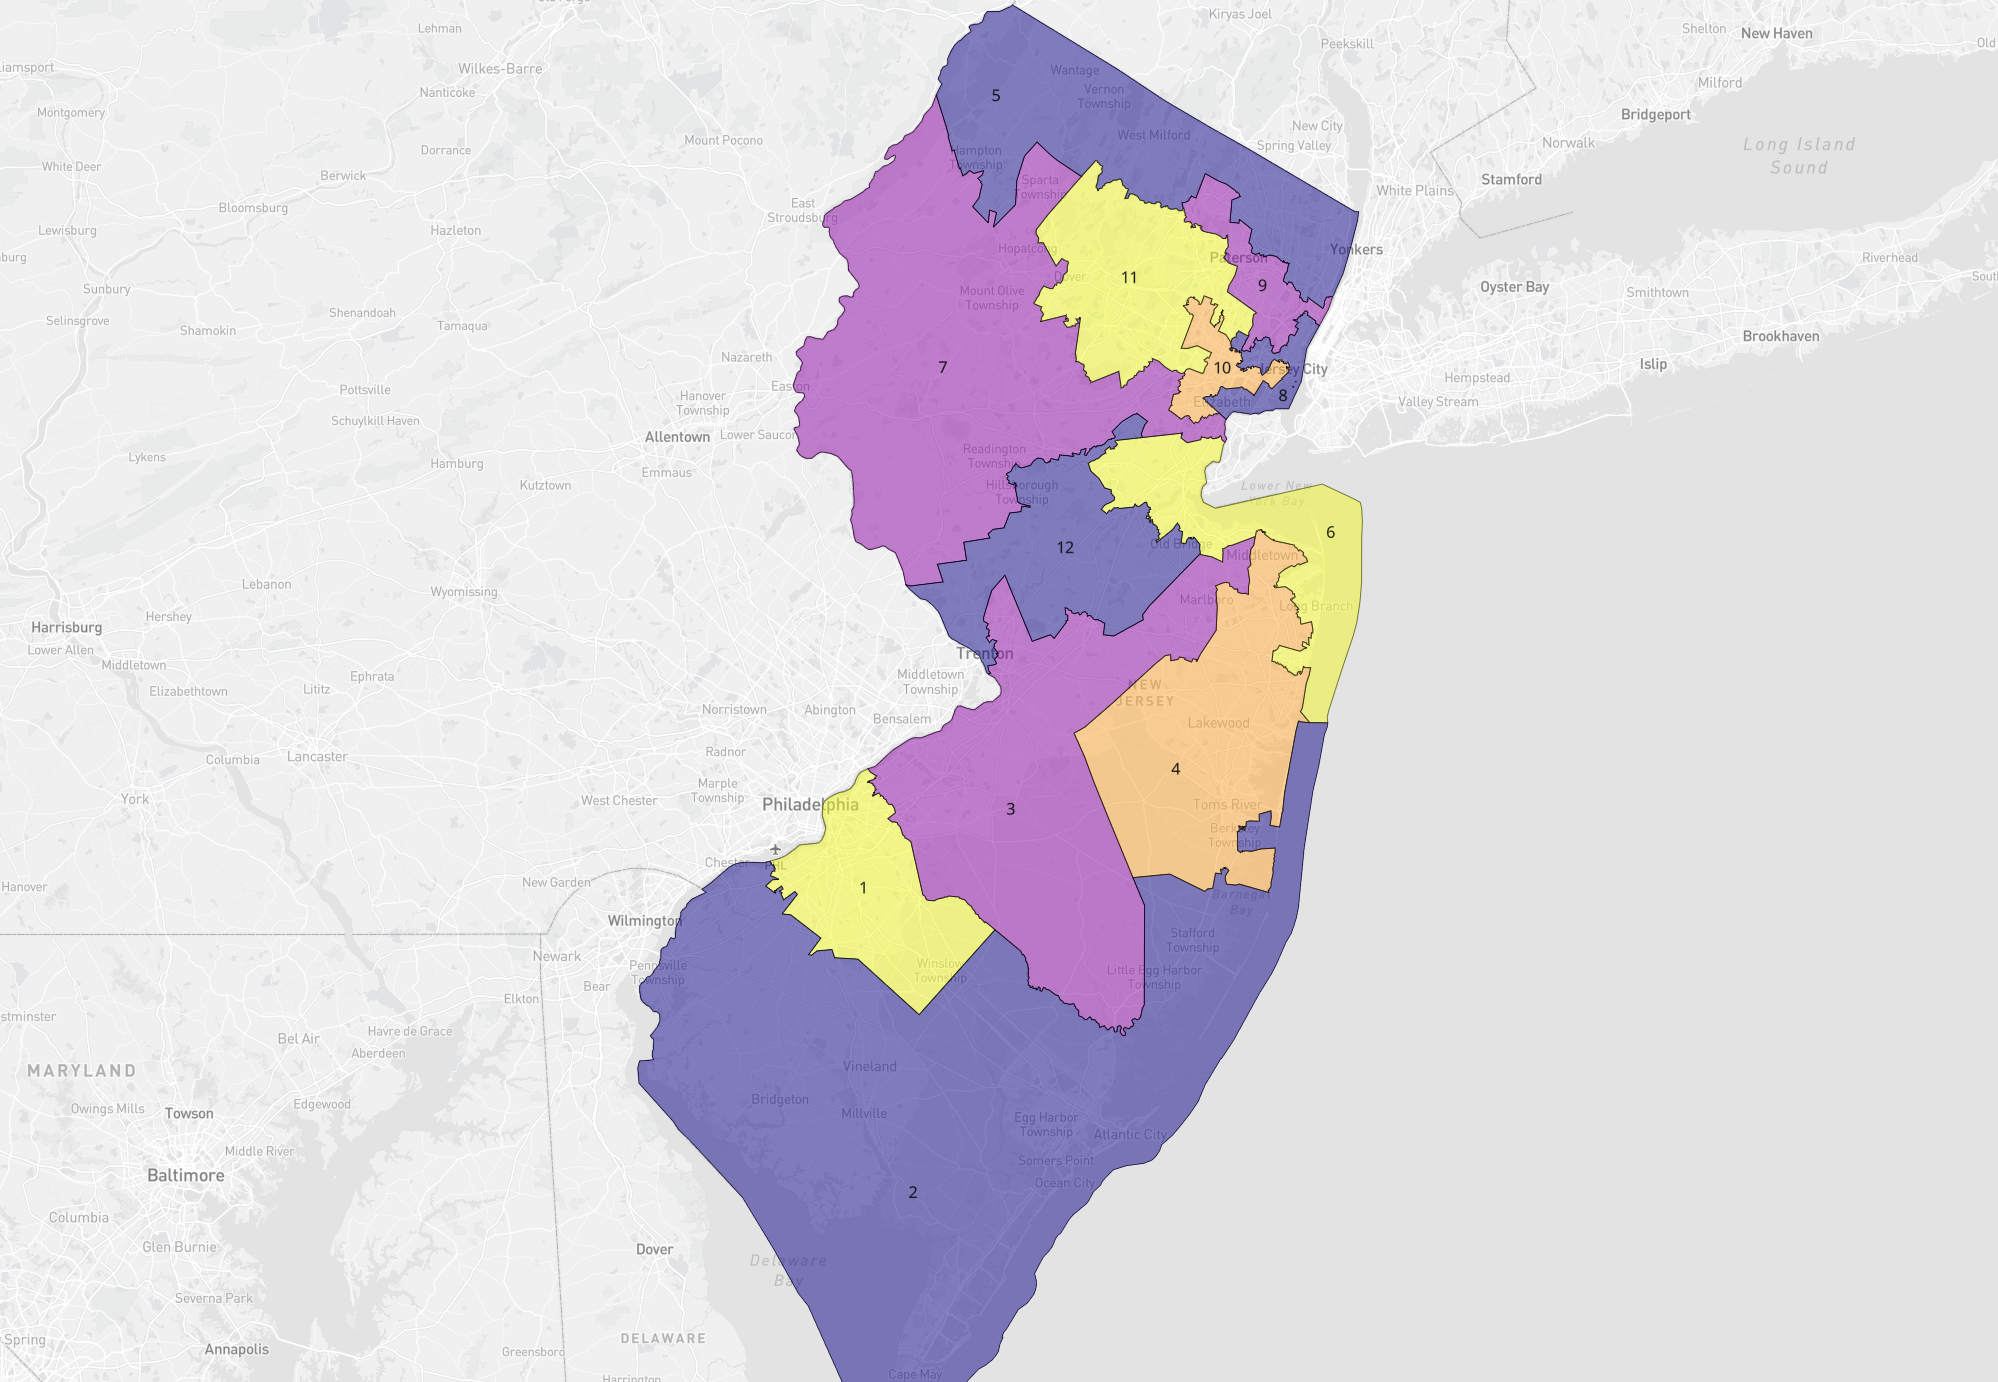 Lehman
Kiryas Joel
Shelton
New Haven
Old
Peekskill
liamsport
Wilkes-Barre
Wantage
Milford
Nanticoke
5
Vernon
Township
Montgomery
Bridgeport
New City
West Milford
Mount Pocono
Spring Valley
Norwalk
Long Island
Sound
Dorrance
Hampton
Township
White Deer
Berwick
Sparta
Township
Stamford
White Plains
East
Stroudsburg
Bloomsburg
Lewisburg
Hazleton
Hopatcong
Yonkers
Paterson
Riverhead
burg
Dover
11
9
South
Sunbury
Mount Olive
Township
Oyster Bay
Smithtown
Shenandoah
Selinsgrove
Shamokin
Tamaqua
Brookhaven
Nazareth
7
10
Jersey City
Islip
Easton
Pottsville
Hempstead
8
Hanover
Township
Elizabeth
Valley Stream
Schuylkill Haven
Allentown
Lower Saucon
Readington
Township
Lykens
Hamburg
Emmaus
Kutztown
Hillsborough
Township
Lower New
York Bay
6
12
Old Bridge
Middletown
Lebanon
Wyomissing
Marlboro
Long Branch
Hershey
Harrisburg
Lower Allen
Trenton
Middletown
Middletown
Township
Ephrata
Elizabethtown
Lititz
NEW
JERSEY
Norristown
Abington
Bensalem
Lakewood
Lancaster
Columbia
Radnor
4
Marple
Township
York
West Chester
Philadelphia
3
Toms River
Berkeley
Township
Chester
PHL
Hanover
New Garden
1
Barnegat
Bay
Wilmington
Stafford
Township
Newark
Pennsville
Township
Winslow
Township
Little Egg Harbor
Township
Bear
Elkton
stminster
Bel Air
Havre de Grace
Aberdeen
MARYLAND
Vineland
Bridgeton
Millville
Owings Mills
Towson
Edgewood
Egg Harbor
Township
Atlantic City
Middle River
Somers Point
Baltimore
Ocean City
2
Columbia
Glen Burnie
Dover
Delaware
Bay
Severna Park
Spring
DELAWARE
Annapolis
Greensboro
Cape May
Harrington